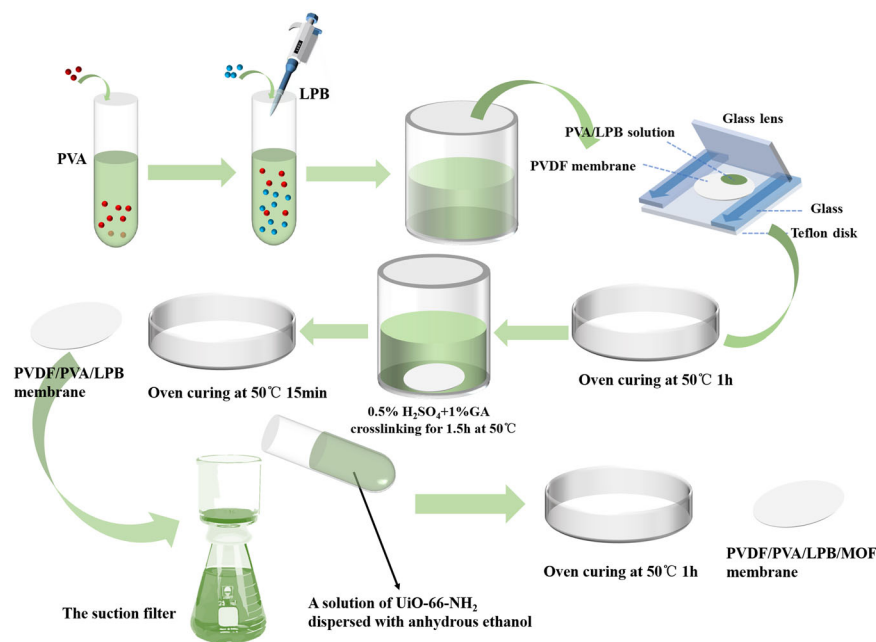 PVA
LPB
PVA/LPB solution
PVDF membrane
Glass lens
Glass
Teflon disk
Oven curing at 50℃ 1h
0.5% H₂SO₄+1%GA
crosslinking for 1.5h at 50℃
Oven curing at 50℃ 15min
PVDF/PVA/LPB
membrane
The suction filter
A solution of UiO-66-NH₂
dispersed with anhydrous ethanol
Oven curing at 50℃ 1h
PVDF/PVA/LPB/MOF
membrane